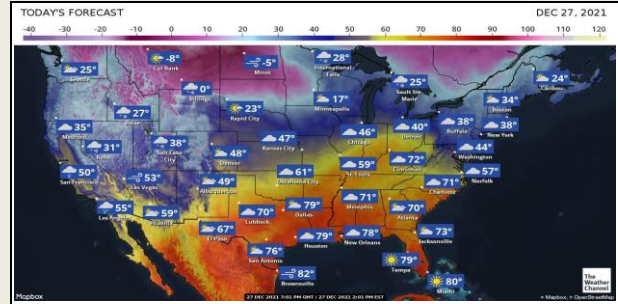 TODAY'S FORECAST
DEC 27, 2021
-40 -30 -20 -10 0 10 20 30 40 50 60 70 80 90 100 110 120
25° Seattle
-8° Cut Bank
-5° Minot
28° International Falls
25° Sault Ste. Marie
24° Caribou
0° Billings
17° Minneapolis
34° Boston
27° Boise
23° Rapid City
38° Buffalo
38° New York
35° Medford
31° Reno
38° Salt Lake City
47° Kansas City
46° Chicago
40° Detroit
44° Washington
48° Denver
59° St. Louis
72° Cincinnati
57° Norfolk
50° San Francisco
53° Las Vegas
49° Albuquerque
61° Oklahoma City
71° Charlotte
55° Los Angeles
59° Phoenix
70° Lubbock
79° Dallas
71° Memphis
70° Atlanta
67° El Paso
79° Houston
78° New Orleans
73° Jacksonville
76° San Antonio
79° Tampa
82° Brownsville
80° Miami
The Weather Channel
Mapbox
27 DEC 2021 7:02 PM GMT / 27 DEC 2021 2:02 PM EST
© Mapbox, © OpenStreetMap